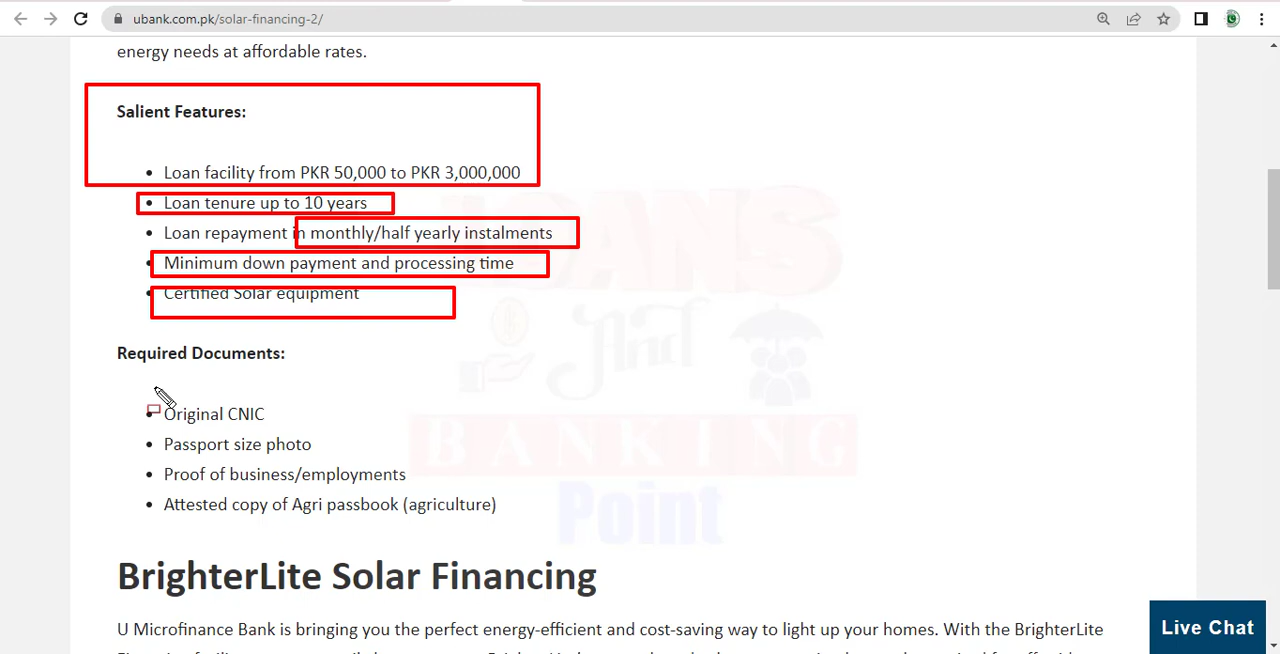 ubank.com.pk/solar-financing-2/
energy needs at affordable rates.
Salient Features:
Loan facility from PKR 50,000 to PKR 3,000,000
Loan tenure up to 10 years
Loan repayment in monthly/half yearly instalments
Minimum down payment and processing time
Certified Solar equipment
LOANS
And
BANKING
Point
Required Documents:
Original CNIC
Passport size photo
Proof of business/employments
Attested copy of Agri passbook (agriculture)
BrighterLite Solar Financing
U Microfinance Bank is bringing you the perfect energy-efficient and cost-saving way to light up your homes. With the BrighterLite
Live Chat